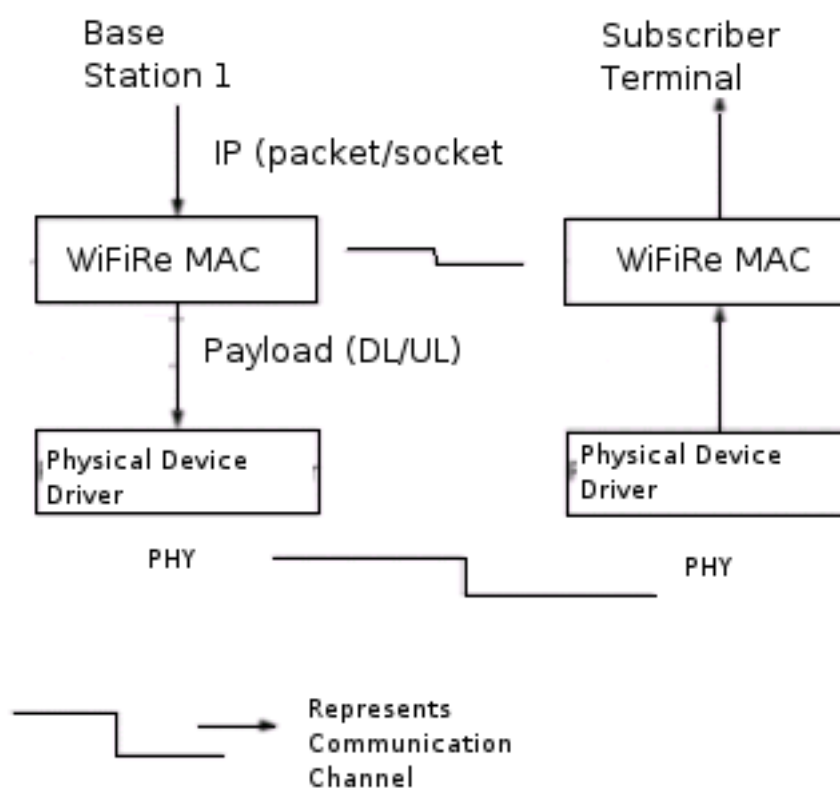 Base
Station 1
Subscriber
Terminal
IP (packet/socket
WiFiRe MAC
WiFiRe MAC
Payload (DL/UL)
Physical Device
Driver
Physical Device
Driver
PHY
PHY
Represents
Communication
Channel